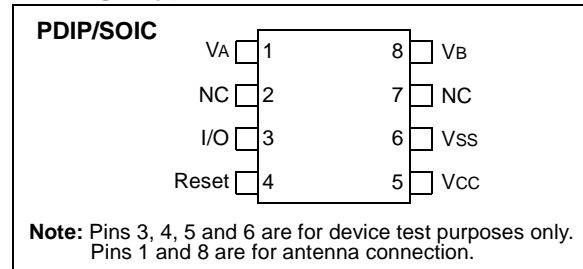 PDIP/SOIC
VA 1 8 VB
NC 2 7 NC
I/O 3 6 VSS
Reset 4 5 VCC
Note: Pins 3, 4, 5 and 6 are for device test purposes only.
Pins 1 and 8 are for antenna connection.